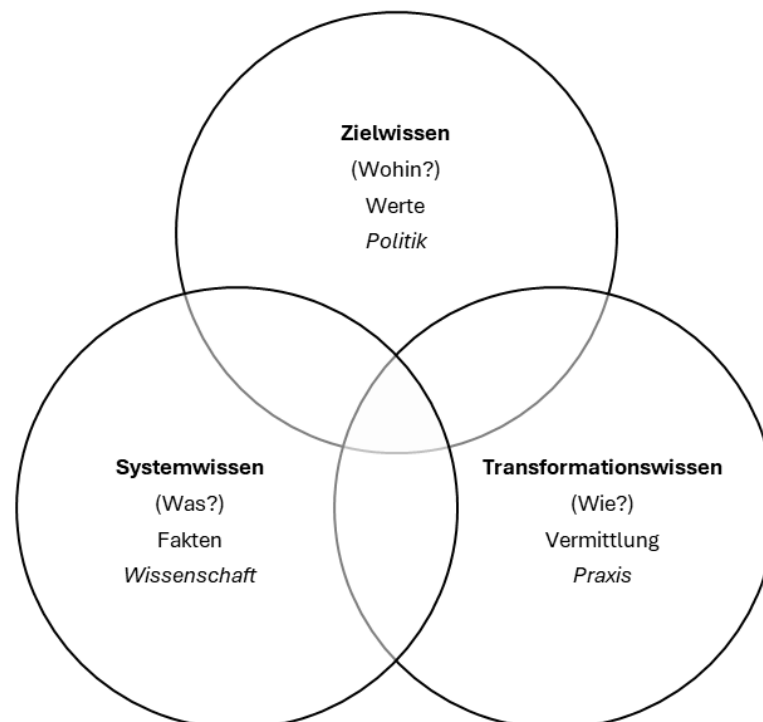 Zielwissen
(Wohin?)
Werte
Politik
Systemwissen
(Was?)
Fakten
Wissenschaft
Transformationswissen
(Wie?)
Vermittlung
Praxis